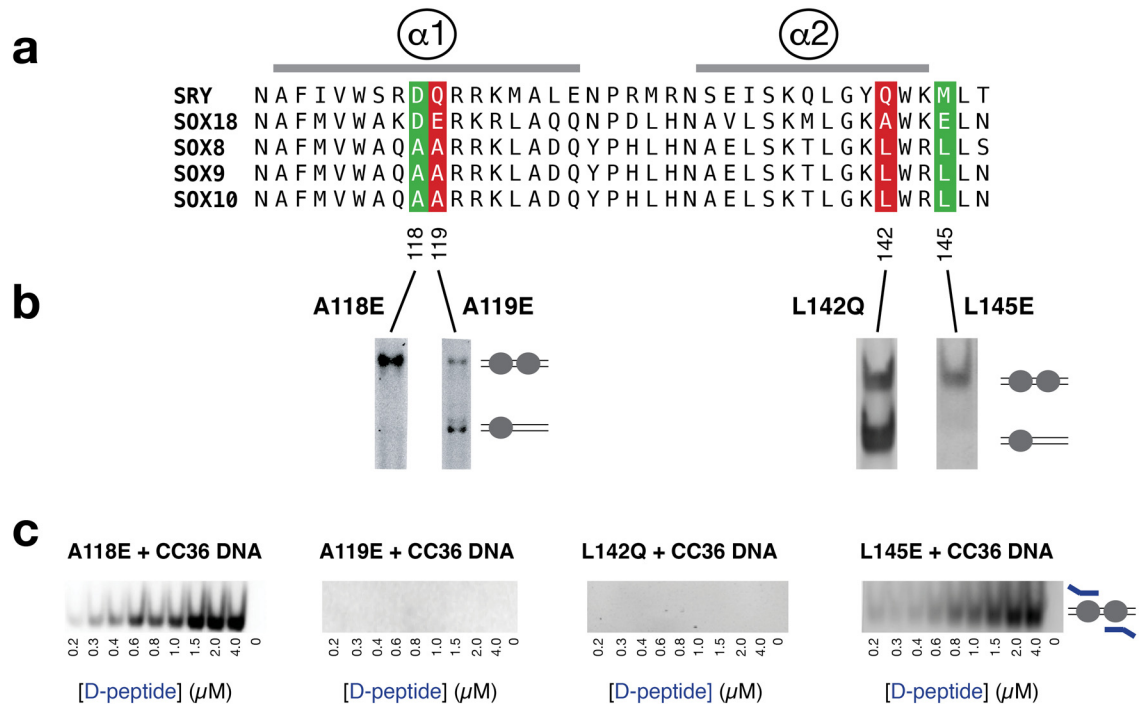 a
α1 α2
SRY NAFIVWSRDQRRKMALENPRMRNSEISKQLGYQWKMLT
SOX18 NAFMVWAKDERKRLAQQNPDLHNAVLSKMLGKAWKELN
SOX8 NAFMVWAQAARRKLADQYPHLHNAELSKTLGKLWRLLS
SOX9 NAFMVWAQAARRKLADQYPHLHNAELSKTLGKLWRLLN
SOX10 NAFMVWAQAARRKLADQYPHLHNAELSKTLGKLWRLLN
118 119 142 145
b
A118E A119E L142Q L145E
c
A118E + CC36 DNA A119E + CC36 DNA L142Q + CC36 DNA L145E + CC36 DNA
0.2 0.3 0.4 0.6 0.8 1.0 1.5 2.0 4.0 0 0.2 0.3 0.4 0.6 0.8 1.0 1.5 2.0 4.0 0 0.2 0.3 0.4 0.6 0.8 1.0 1.5 2.0 4.0 0 0.2 0.3 0.4 0.6 0.8 1.0 1.5 2.0 4.0 0
[D-peptide] (µM) [D-peptide] (µM) [D-peptide] (µM) [D-peptide] (µM)